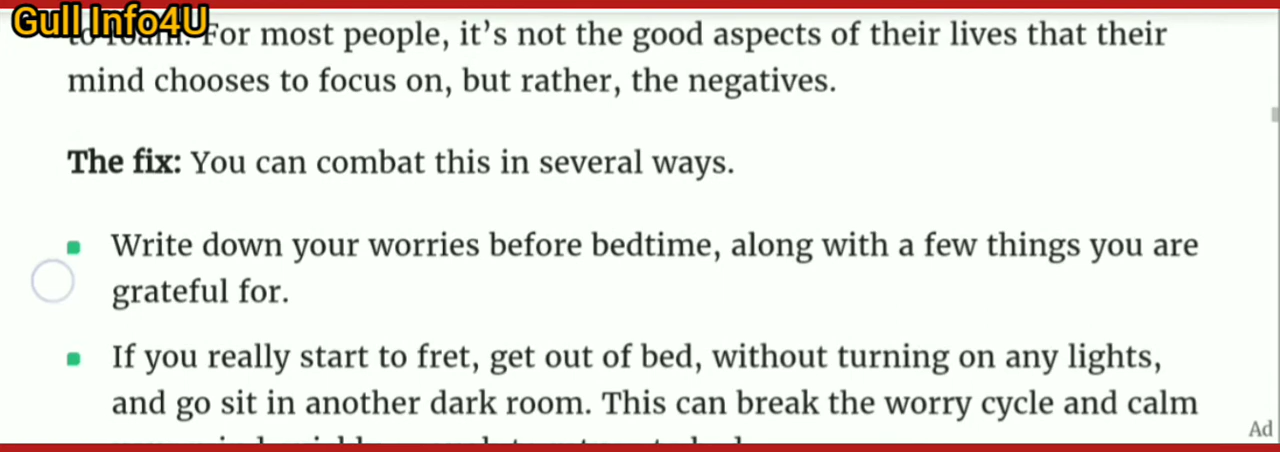 Gull Info4U
to roam. For most people, it’s not the good aspects of their lives that their
mind chooses to focus on, but rather, the negatives.
The fix: You can combat this in several ways.
Write down your worries before bedtime, along with a few things you are
grateful for.
If you really start to fret, get out of bed, without turning on any lights,
and go sit in another dark room. This can break the worry cycle and calm
Ad